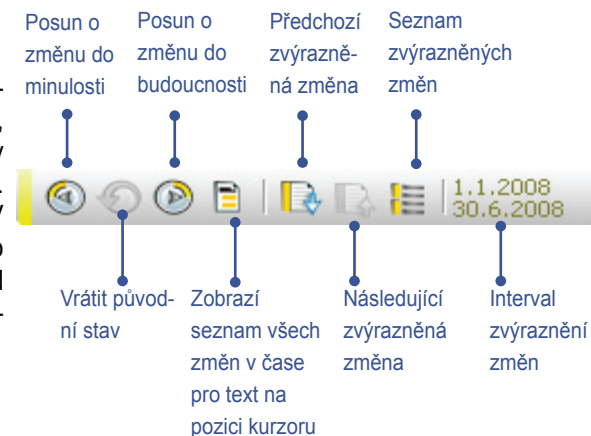 Posun o
změnu do
minulosti
Posun o
změnu do
budoucnosti
Předchozí
zvýrazně-
ná změna
Seznam
zvýrazněných
změn
1.1.2008
30.6.2008
Vrátit původ-
ní stav
Zobrazí
seznam všech
změn v čase
pro text na
pozici kurzoru
Následující
zvýrazněná
změna
Interval
zvýraznění
změn